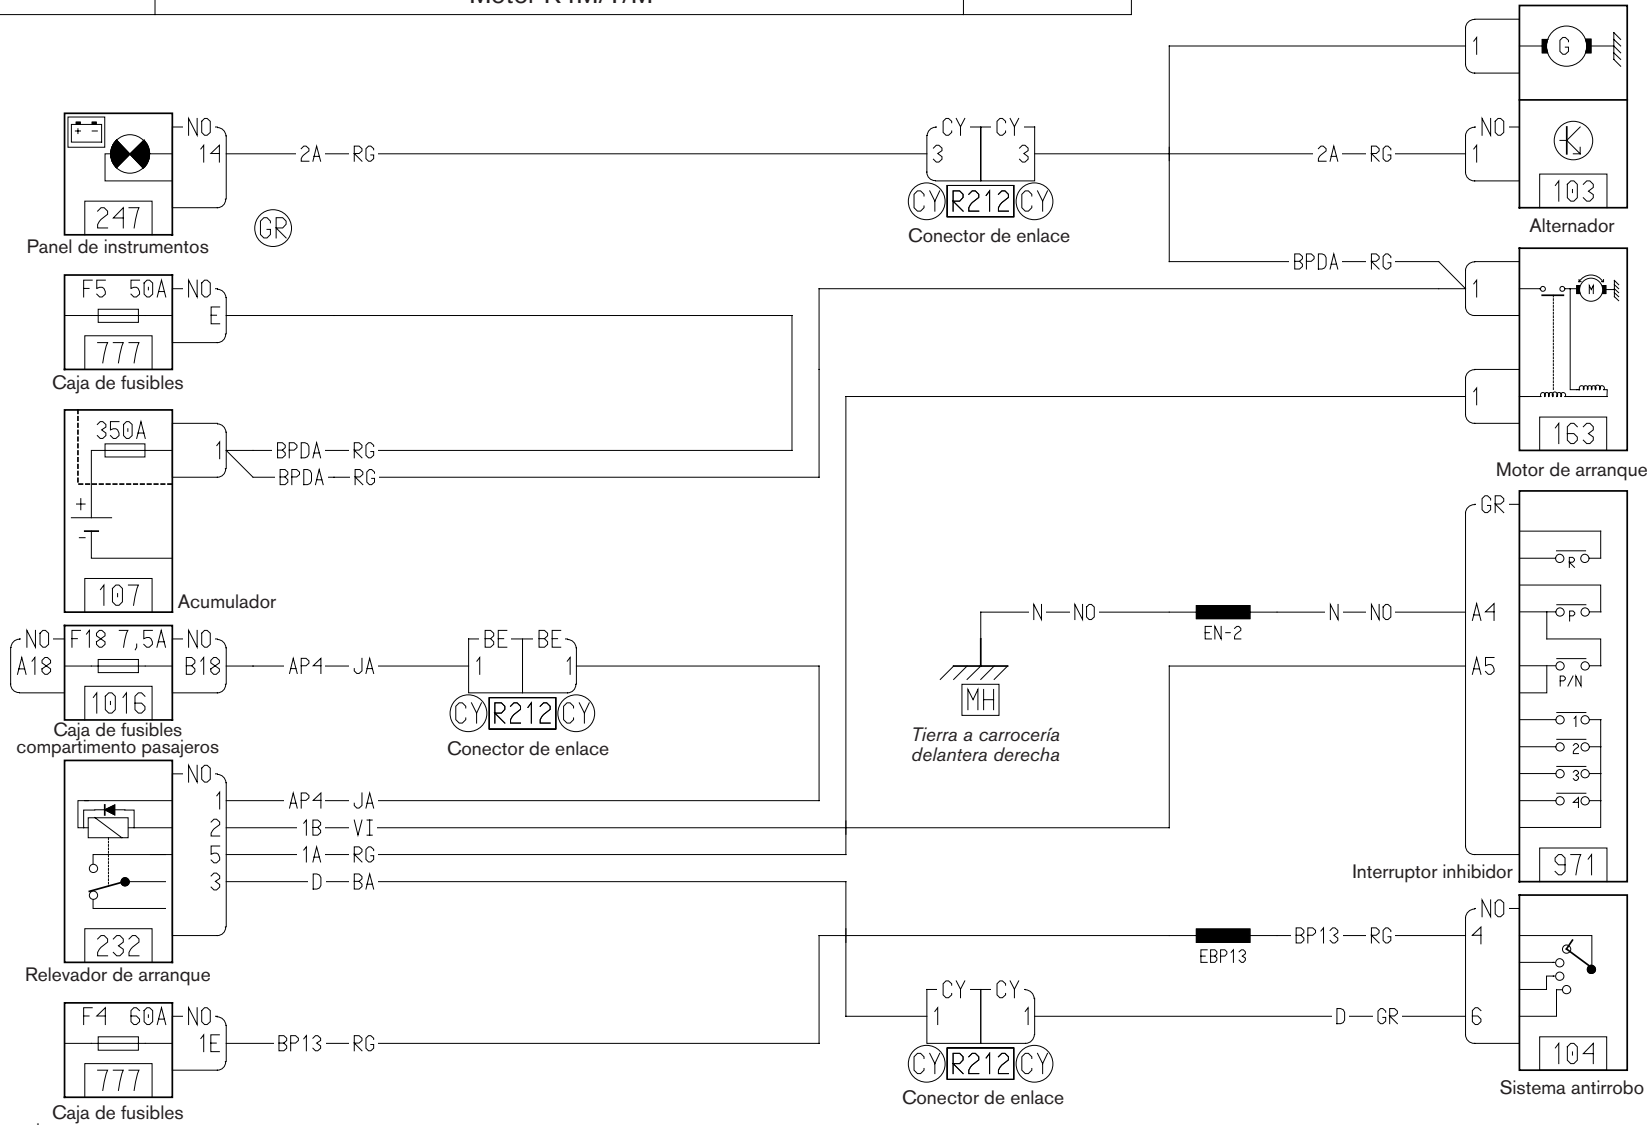 G
1
NO
1
103
Alternador
+ -
NO
14
2A RG
CY CY
3 3
CY R212 CY
Conector de enlace
2A RG
247
Panel de instrumentos
GR
BPDA RG
1
M
1
163
Motor de arranque
F5 50A NO
E
777
Caja de fusibles
350A
1
BPDA RG
BPDA RG
+
-
107
Acumulador
GR
R
A4
P
A5
P/N
1
2
3
4
971
Interruptor inhibidor
N NO
EN-2
N NO
MH
Tierra a carrocería
delantera derecha
NO F18 7,5A NO
A18 B18
1016
Caja de fusibles
compartimento pasajeros
AP4 JA
BE BE
1 1
CY R212 CY
Conector de enlace
NO
1 AP4 JA
2 1B VI
5 1A RG
3 D BA
232
Relevador de arranque
NO
4
BP13 RG
EBP13
6
D GR
104
Sistema antirrobo
CY CY
1 1
CY R212 CY
Conector de enlace
F4 60A NO
1E
BP13 RG
777
Caja de fusibles